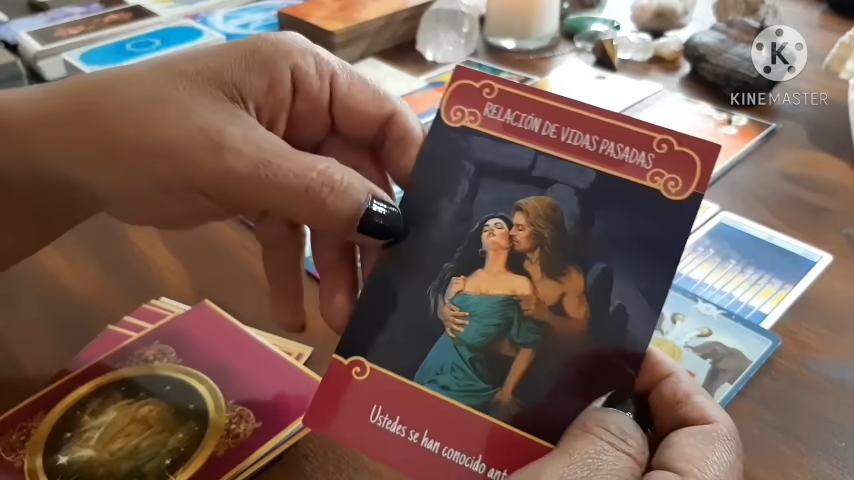 K
KINEMASTER
RELACIÓN DE VIDAS PASADAS
Ustedes se han conocido ant